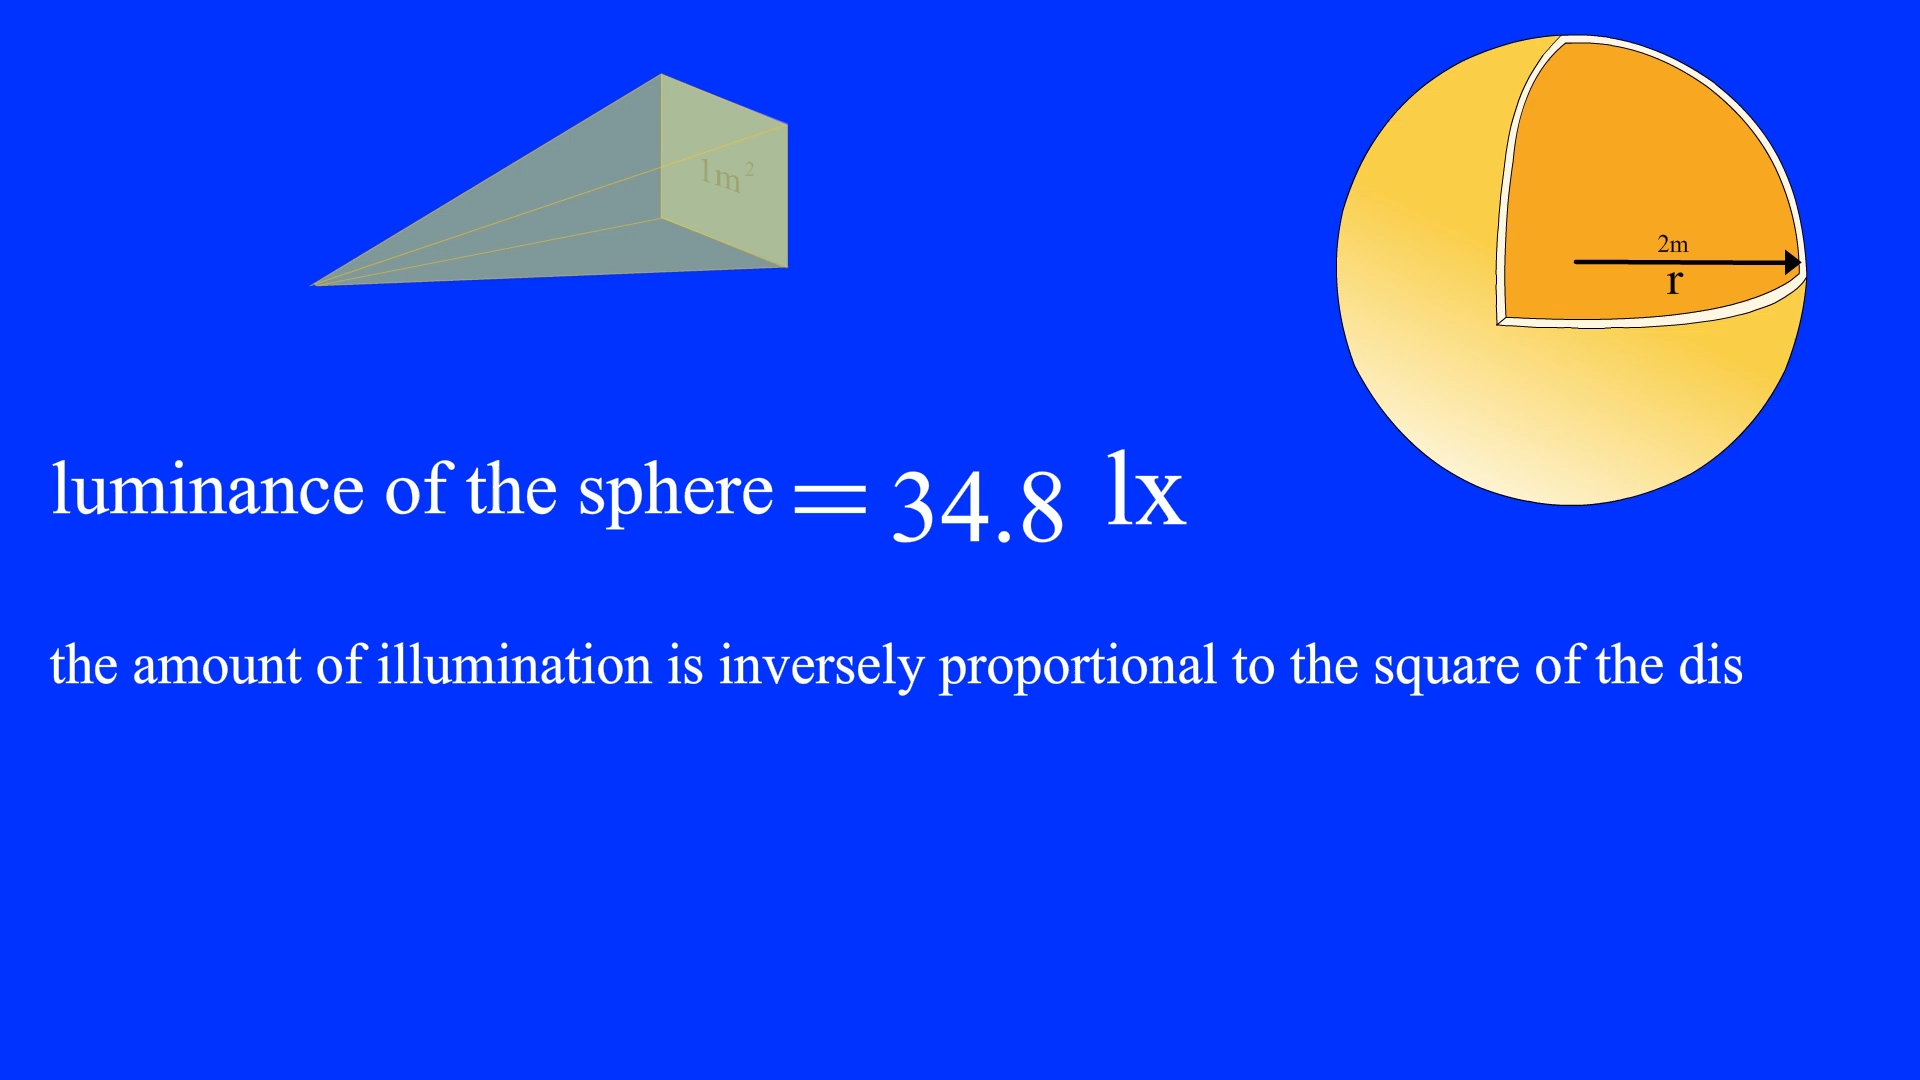 1m²
2m
r
luminance of the sphere = 34.8 lx
the amount of illumination is inversely proportional to the square of the dis